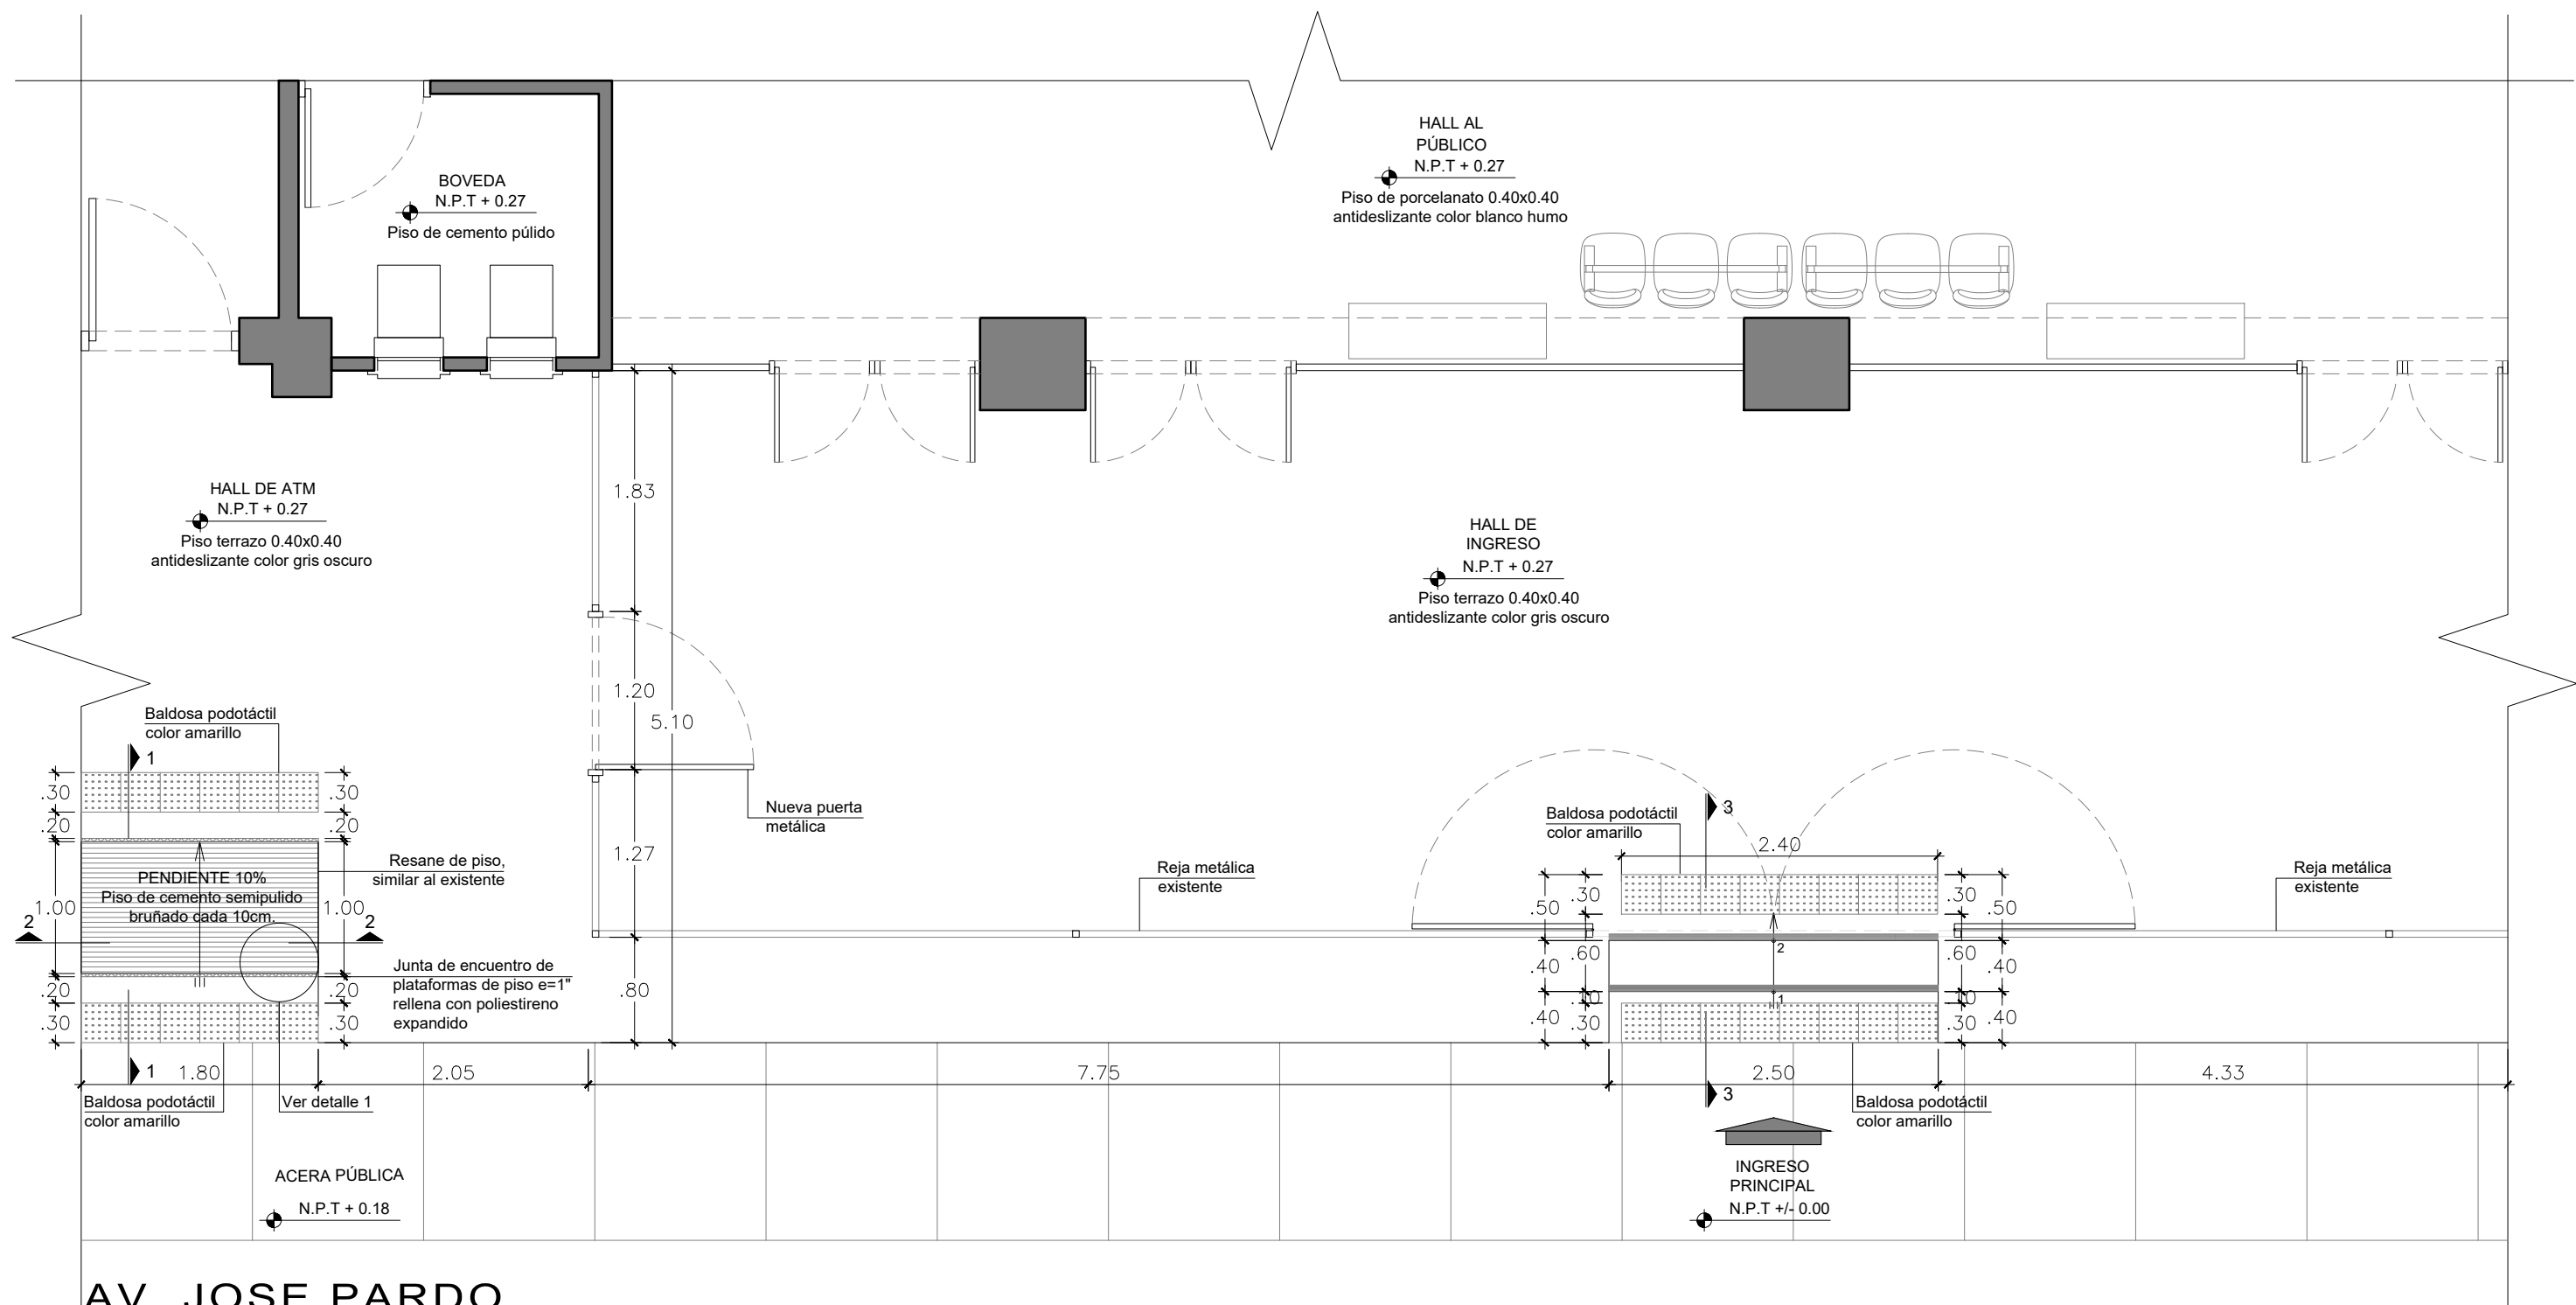 HALL AL
PÚBLICO
N.P.T + 0.27
Piso de porcelanato 0.40x0.40
antideslizante color blanco humo
BOVEDA
N.P.T + 0.27
Piso de cemento púlido
HALL DE ATM
N.P.T + 0.27
Piso terrazo 0.40x0.40
antideslizante color gris oscuro
1.83
HALL DE
INGRESO
N.P.T + 0.27
Piso terrazo 0.40x0.40
antideslizante color gris oscuro
1.20
5.10
Baldosa podotáctil
color amarillo
1
.30
.30
.20
.20
Nueva puerta
metálica
1.27
Resane de piso,
similar al existente
PENDIENTE 10%
Piso de cemento semipulido
bruñado cada 10cm.
1.00
1.00
2
2
Junta de encuentro de
plataformas de piso e=1"
rellena con poliestireno
expandido
.20
.20
.30
.30
.80
Reja metálica
existente
Baldosa podotáctil
color amarillo
3
2.40
.30
.50
.30
.50
Reja metálica
existente
2
.60
.40
.60
.40
1
.10
.40
.30
.30
.40
1
1.80
2.05
7.75
2.50
4.33
3
Baldosa podotáctil
color amarillo
Ver detalle 1
Baldosa podotáctil
color amarillo
ACERA PÚBLICA
N.P.T + 0.18
INGRESO
PRINCIPAL
N.P.T +/- 0.00
AV. JOSE PARDO